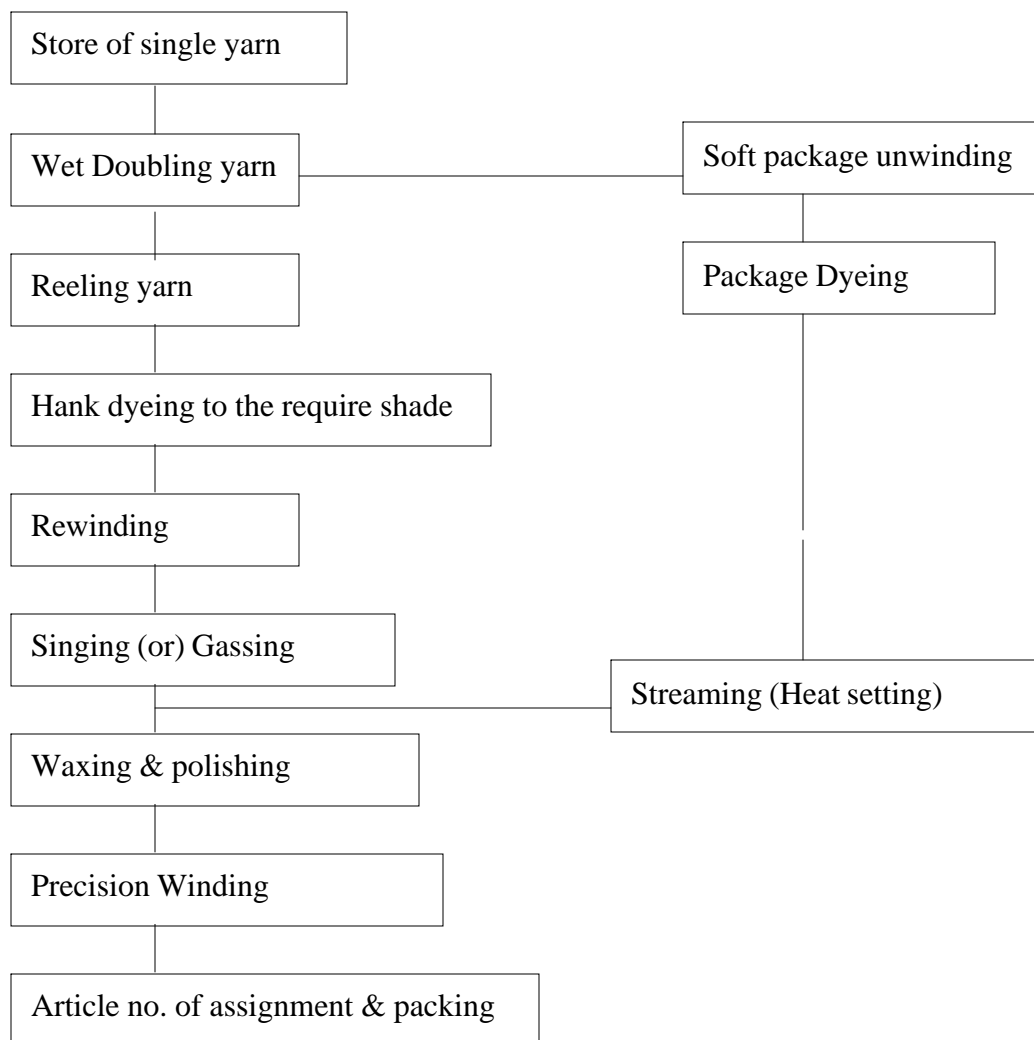 Store of single yarn
Wet Doubling yarn
Soft package unwinding
Reeling yarn
Package Dyeing
Hank dyeing to the require shade
Rewinding
Singing (or) Gassing
Streaming (Heat setting)
Waxing & polishing
Precision Winding
Article no. of assignment & packing